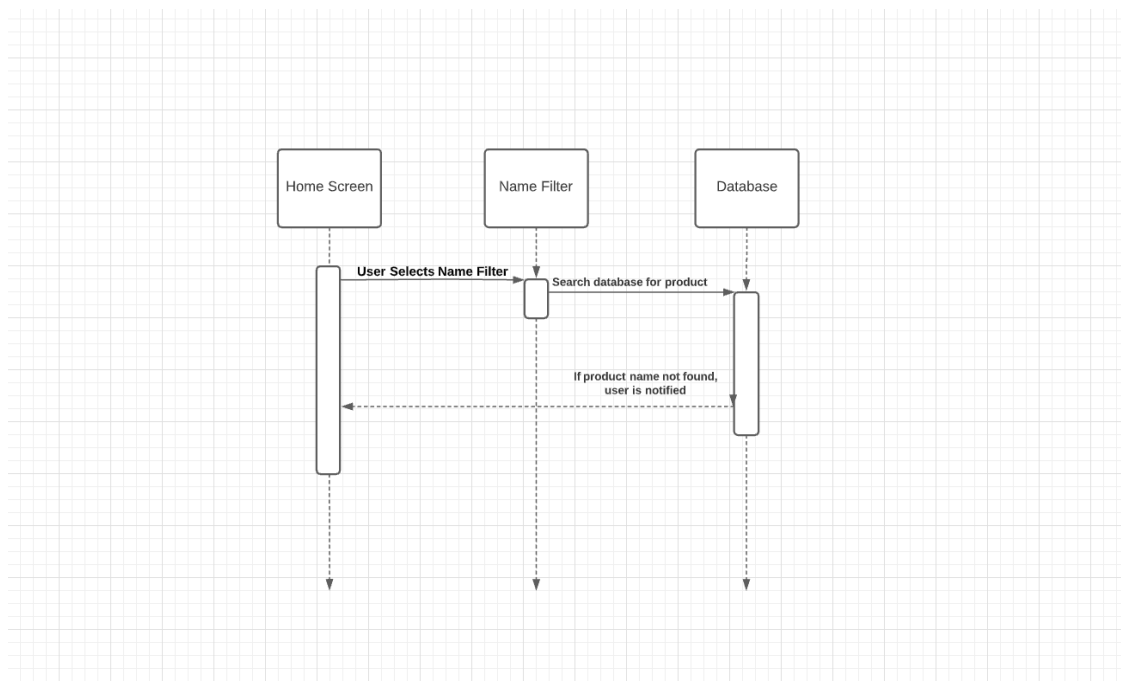 Home Screen
Name Filter
Database
User Selects Name Filter
Search database for product
If product name not found,
user is notified